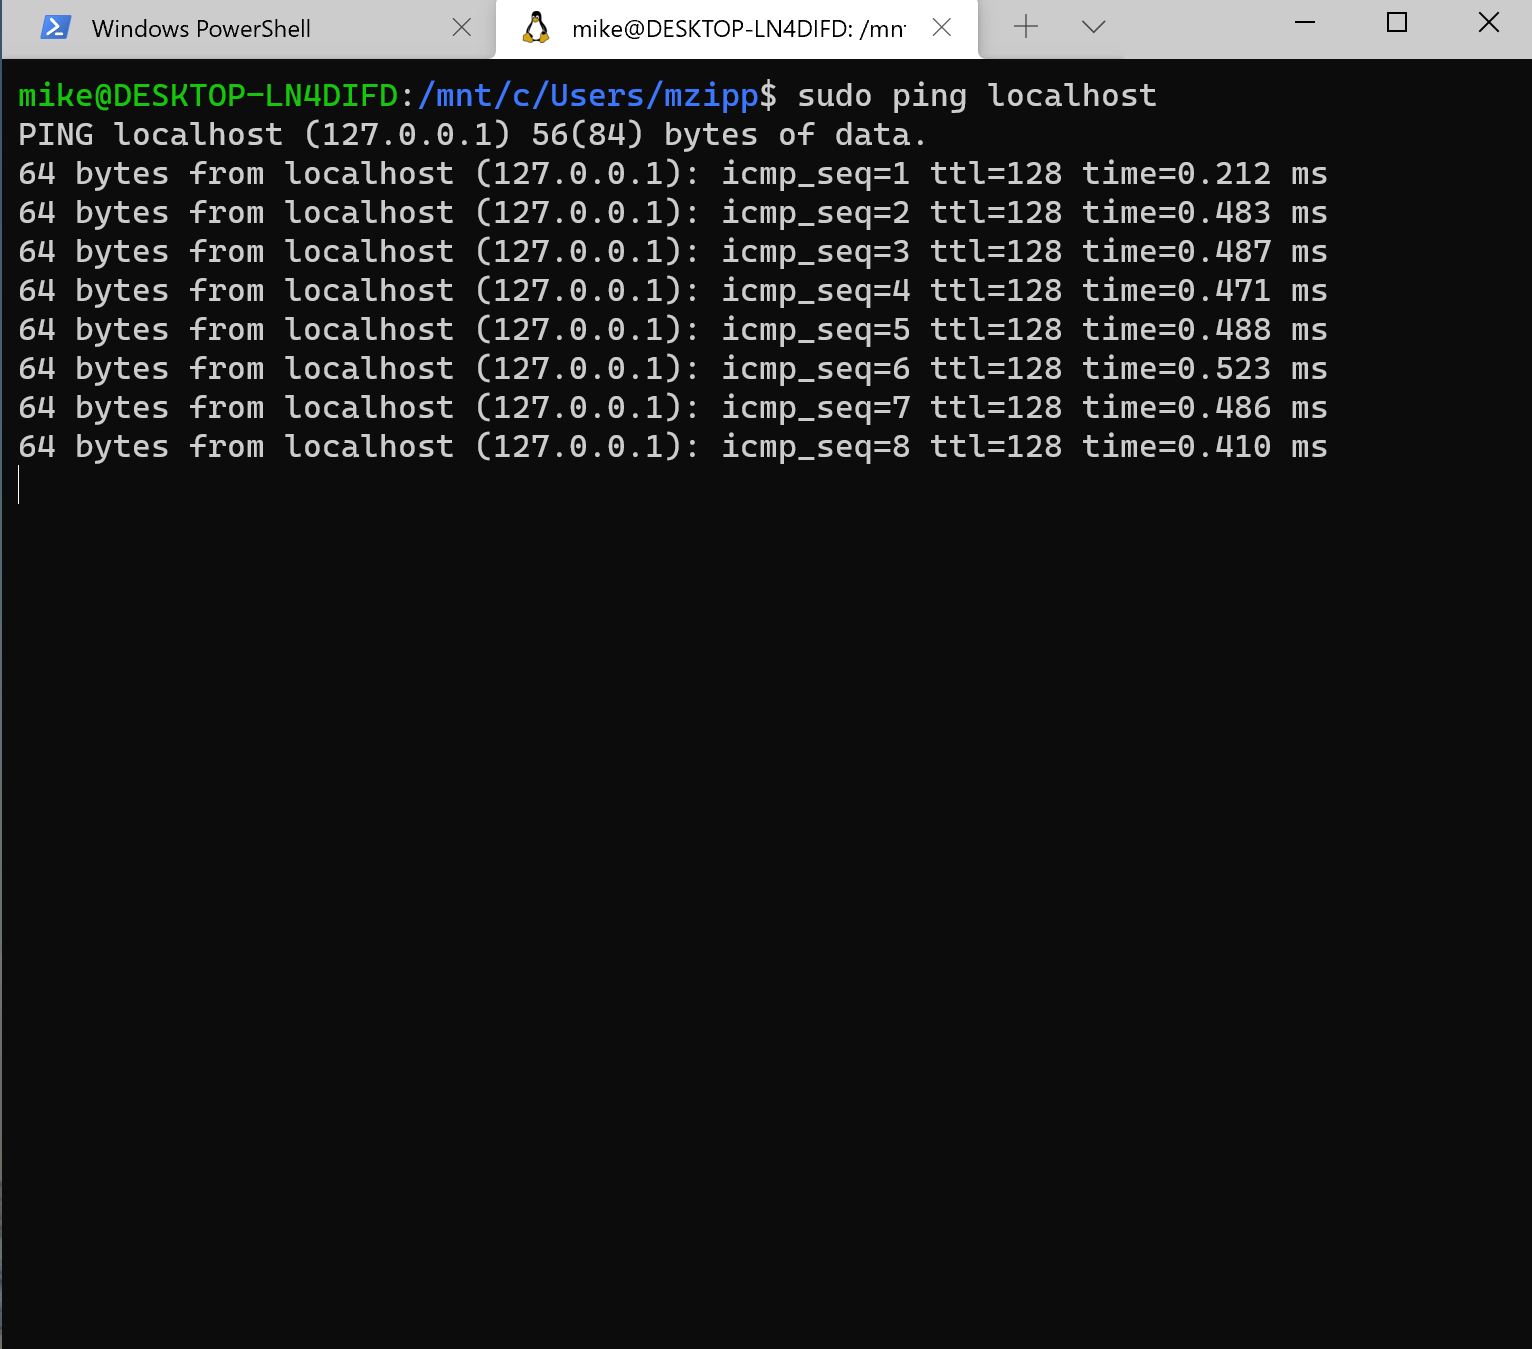 Windows PowerShell
mike@DESKTOP-LN4DIFD: /mn
mike@DESKTOP-LN4DIFD:/mnt/c/Users/mzipp$ sudo ping localhost
PING localhost (127.0.0.1) 56(84) bytes of data.
64 bytes from localhost (127.0.0.1): icmp_seq=1 ttl=128 time=0.212 ms
64 bytes from localhost (127.0.0.1): icmp_seq=2 ttl=128 time=0.483 ms
64 bytes from localhost (127.0.0.1): icmp_seq=3 ttl=128 time=0.487 ms
64 bytes from localhost (127.0.0.1): icmp_seq=4 ttl=128 time=0.471 ms
64 bytes from localhost (127.0.0.1): icmp_seq=5 ttl=128 time=0.488 ms
64 bytes from localhost (127.0.0.1): icmp_seq=6 ttl=128 time=0.523 ms
64 bytes from localhost (127.0.0.1): icmp_seq=7 ttl=128 time=0.486 ms
64 bytes from localhost (127.0.0.1): icmp_seq=8 ttl=128 time=0.410 ms